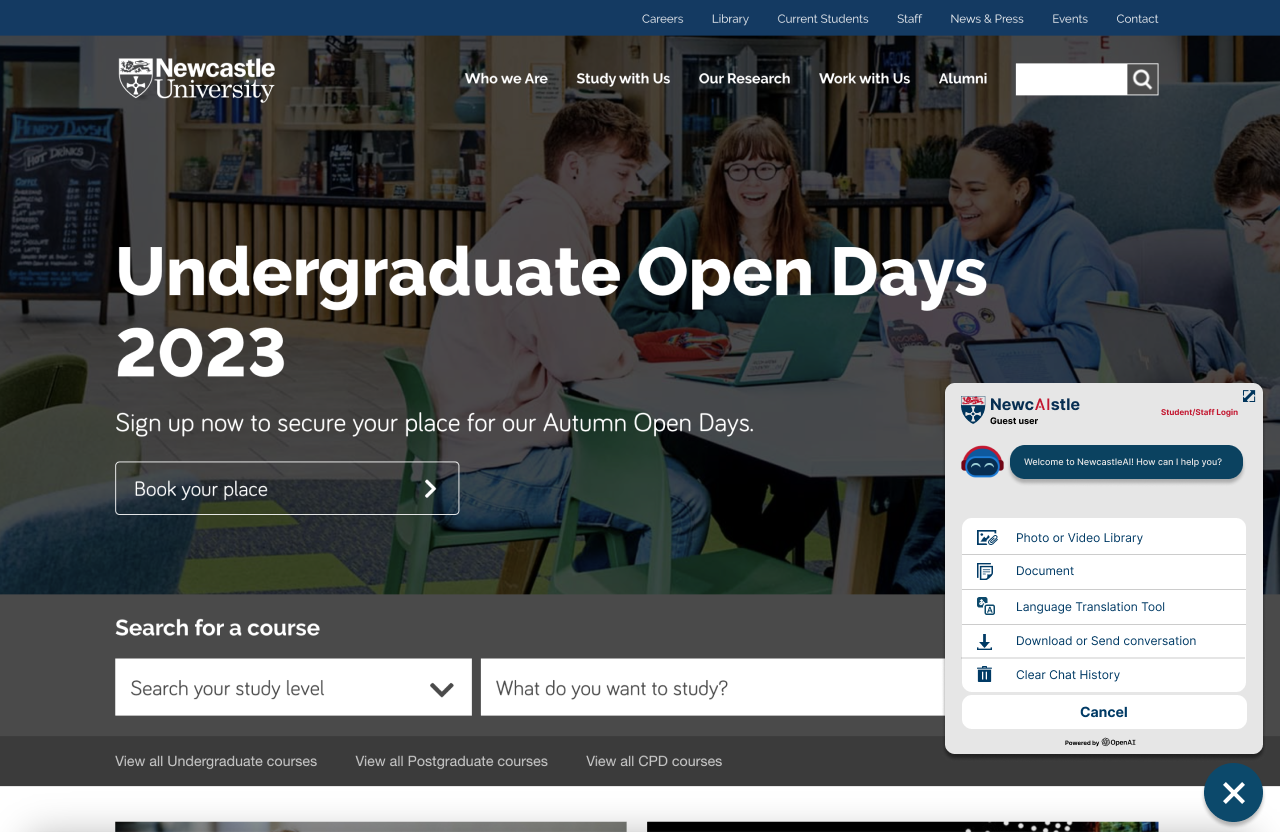 Careers Library Current Students Staff News & Press Events Contact
Newcastle
University
Who we Are Study with Us Our Research Work with Us Alumni
HOT DRINKS
Undergraduate Open Days
2023
Sign up now to secure your place for our Autumn Open Days.
Book your place
Search for a course
Search your study level
What do you want to study?
View all Undergraduate courses View all Postgraduate courses View all CPD courses
NewcAIstle
Guest user
Student/Staff Login
Welcome to NewcastleAI! How can I help you?
Photo or Video Library
Document
Language Translation Tool
Download or Send conversation
Clear Chat History
Cancel
Powered by OpenAI